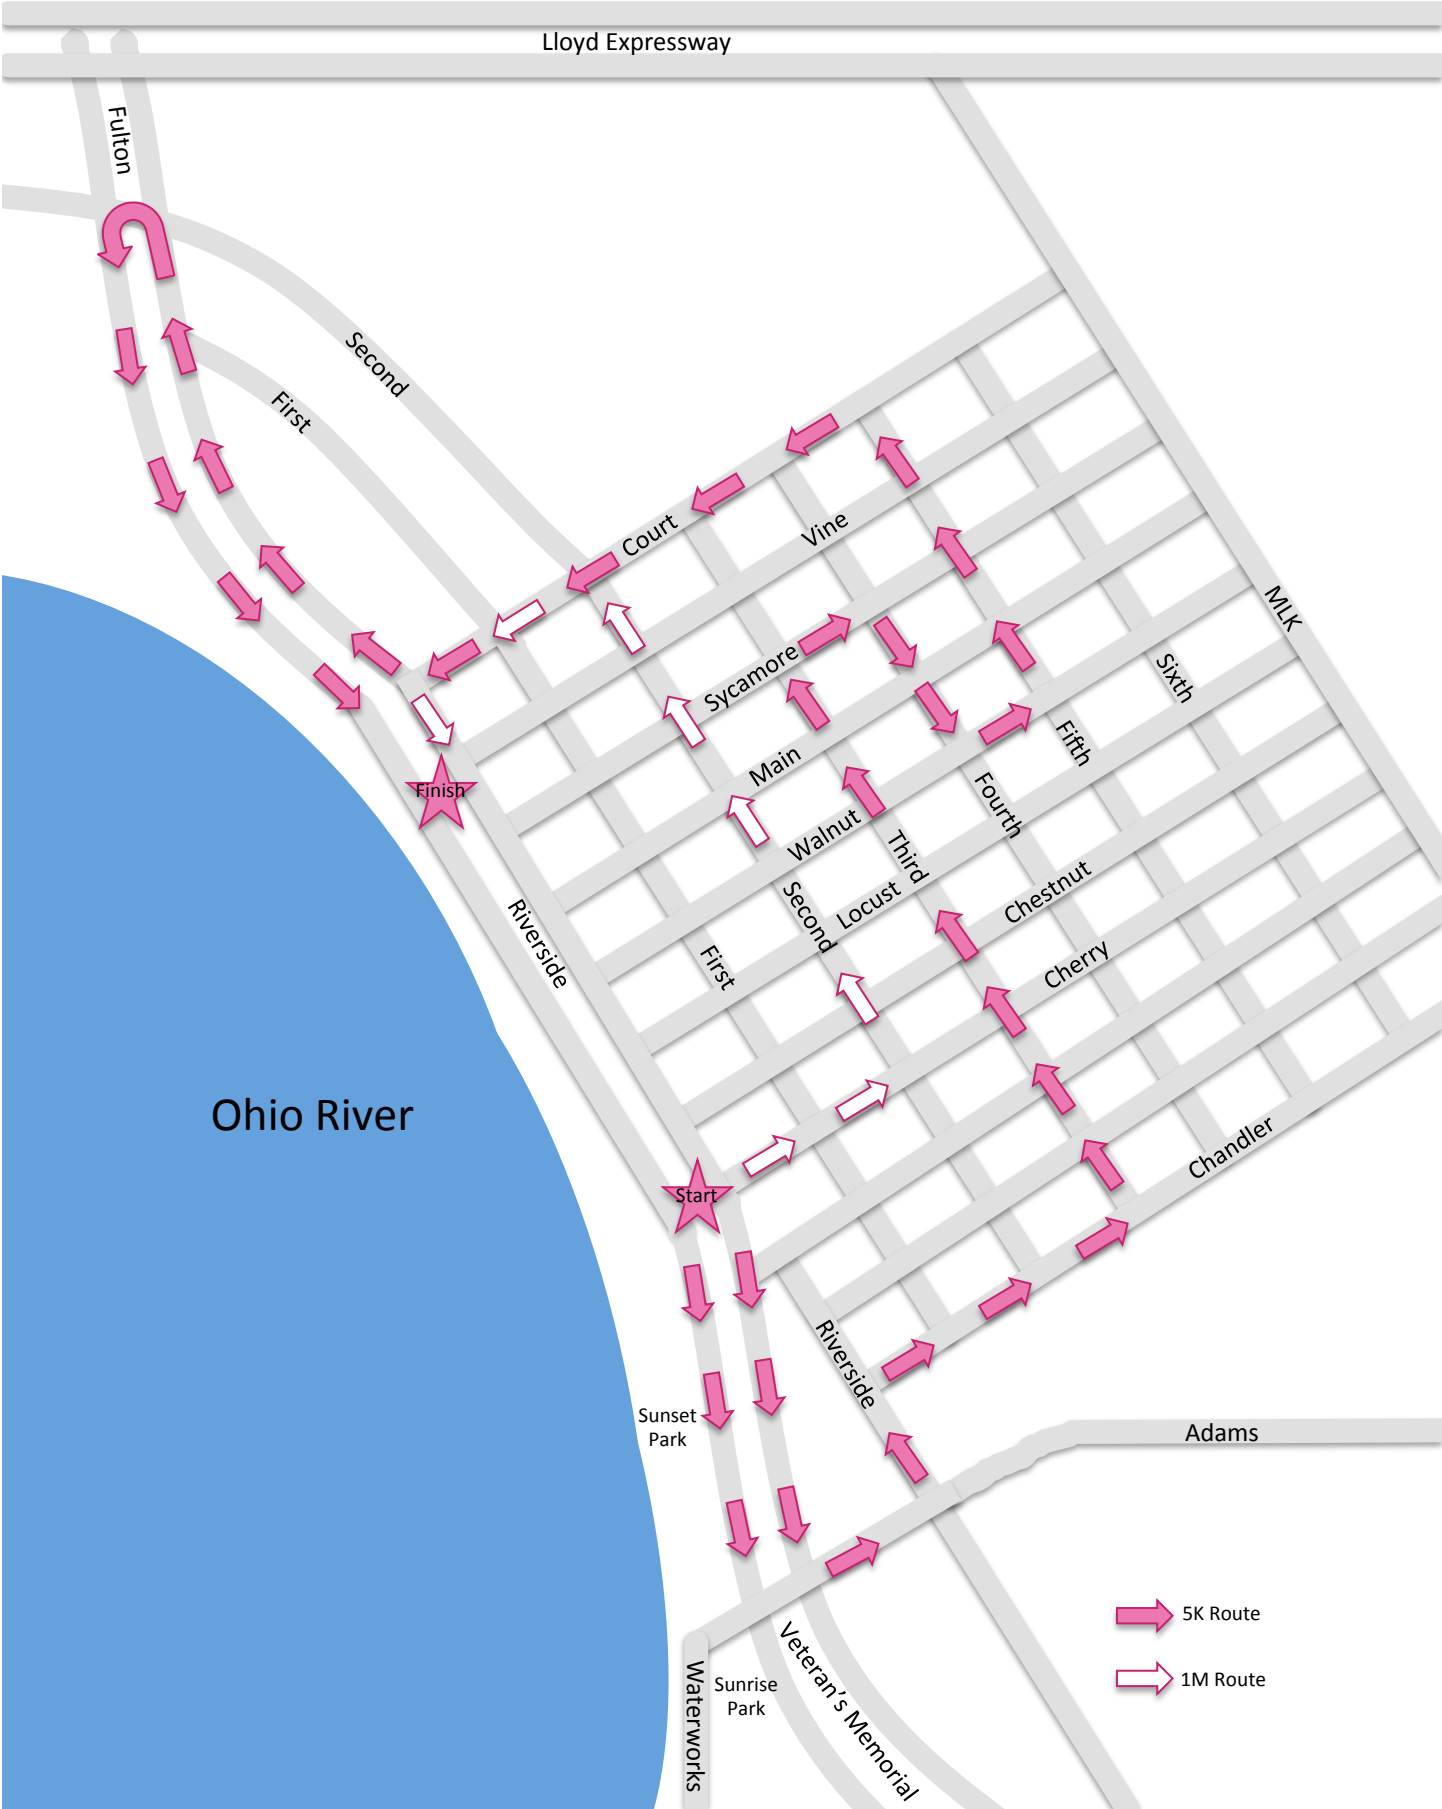 Lloyd Expressway
Fulton
Second
First
Court
Vine
MLK
Sycamore
Sixth
Main
Fifth
Finish
Fourth
Walnut
Third
Locust
Second
Chestnut
Riverside
First
Cherry
Ohio River
Start
Chandler
Riverside
Sunset
Park
Adams
5K Route
Veteran's Memorial
Waterworks
Sunrise
Park
1M Route